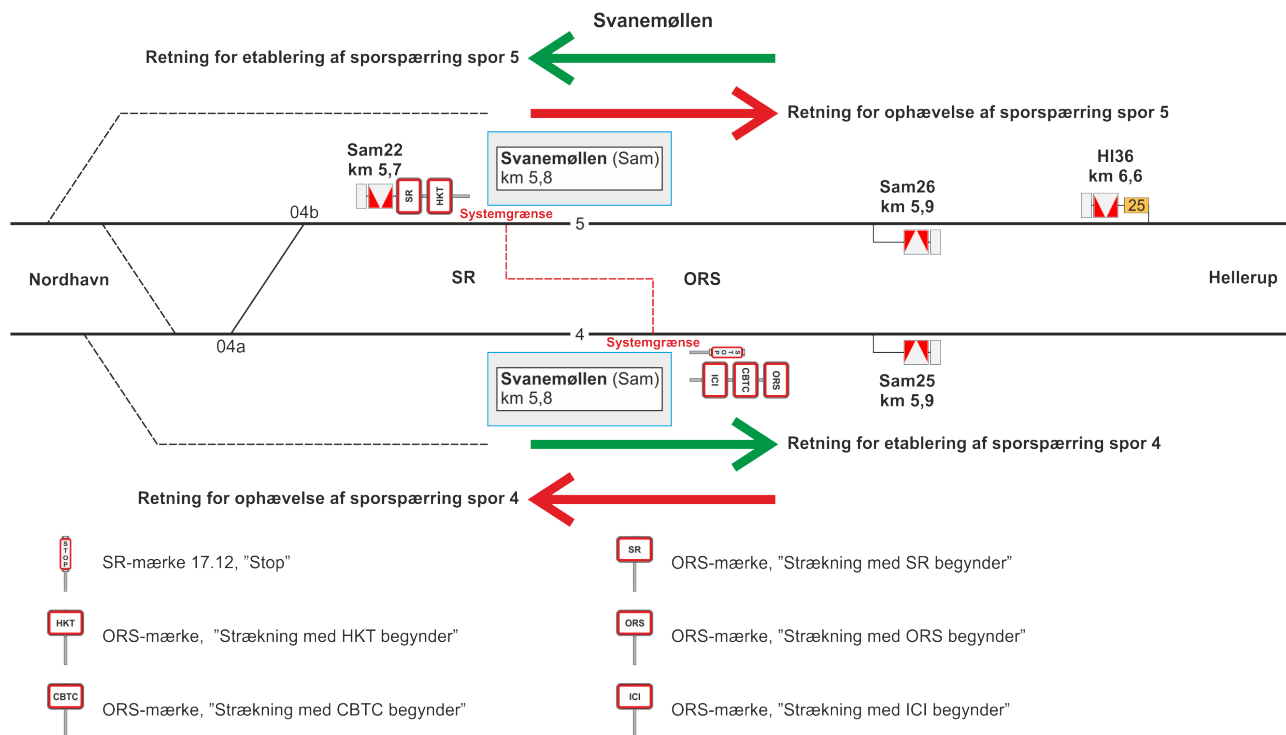 Svanemøllen
Retning for etablering af sporspærring spor 5
Retning for ophævelse af sporspærring spor 5
Sam22
km 5,7
SR
HKT
Svanemøllen (Sam)
km 5,8
Systemgrænse
Sam26
km 5,9
Hl36
km 6,6
25
04b
5
Nordhavn
SR
ORS
Hellerup
04a
4
Systemgrænse
STOP
ICI
CBTC
ORS
Svanemøllen (Sam)
km 5,8
Sam25
km 5,9
Retning for etablering af sporspærring spor 4
Retning for ophævelse af sporspærring spor 4
STOP
SR-mærke 17.12, ”Stop”
SR
ORS-mærke, ”Strækning med SR begynder”
HKT
ORS-mærke,  ”Strækning med HKT begynder”
ORS
ORS-mærke, ”Strækning med ORS begynder”
CBTC
ORS-mærke, ”Strækning med CBTC begynder”
ICI
ORS-mærke, ”Strækning med ICI begynder”